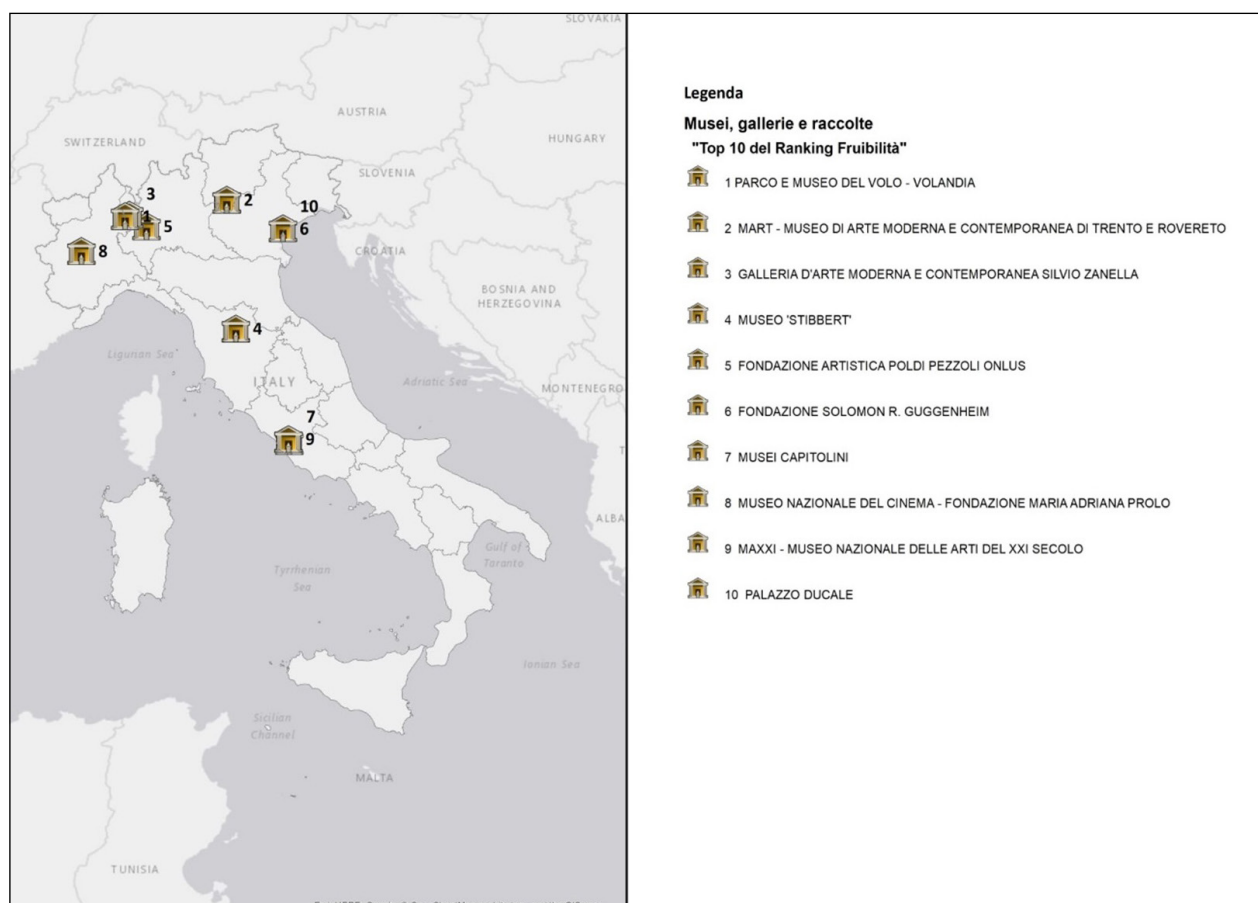 SLOVAKIA
AUSTRIA
SWITZERLAND
HUNGARY
SLOVENIA
3
2
10
1
5
6
8
CROATIA
BOSNIA AND
HERZEGOVINA
4
Ligurian Sea
ITALY
Adriatic Sea
MONTENEGRO
7
9
ALBA
Gulf of
Taranto
Tyrrhenian
Sea
Ionian Sea
Sicilian
Channel
MALTA
TUNISIA
Legenda
Musei, gallerie e raccolte
"Top 10 del Ranking Fruibilità"
1 PARCO E MUSEO DEL VOLO - VOLANDIA
2 MART - MUSEO DI ARTE MODERNA E CONTEMPORANEA DI TRENTO E ROVERETO
3 GALLERIA D'ARTE MODERNA E CONTEMPORANEA SILVIO ZANELLA
4 MUSEO 'STIBBERT'
5 FONDAZIONE ARTISTICA POLDI PEZZOLI ONLUS
6 FONDAZIONE SOLOMON R. GUGGENHEIM
7 MUSEI CAPITOLINI
8 MUSEO NAZIONALE DEL CINEMA - FONDAZIONE MARIA ADRIANA PROLO
9 MAXXI - MUSEO NAZIONALE DELLE ARTI DEL XXI SECOLO
10 PALAZZO DUCALE